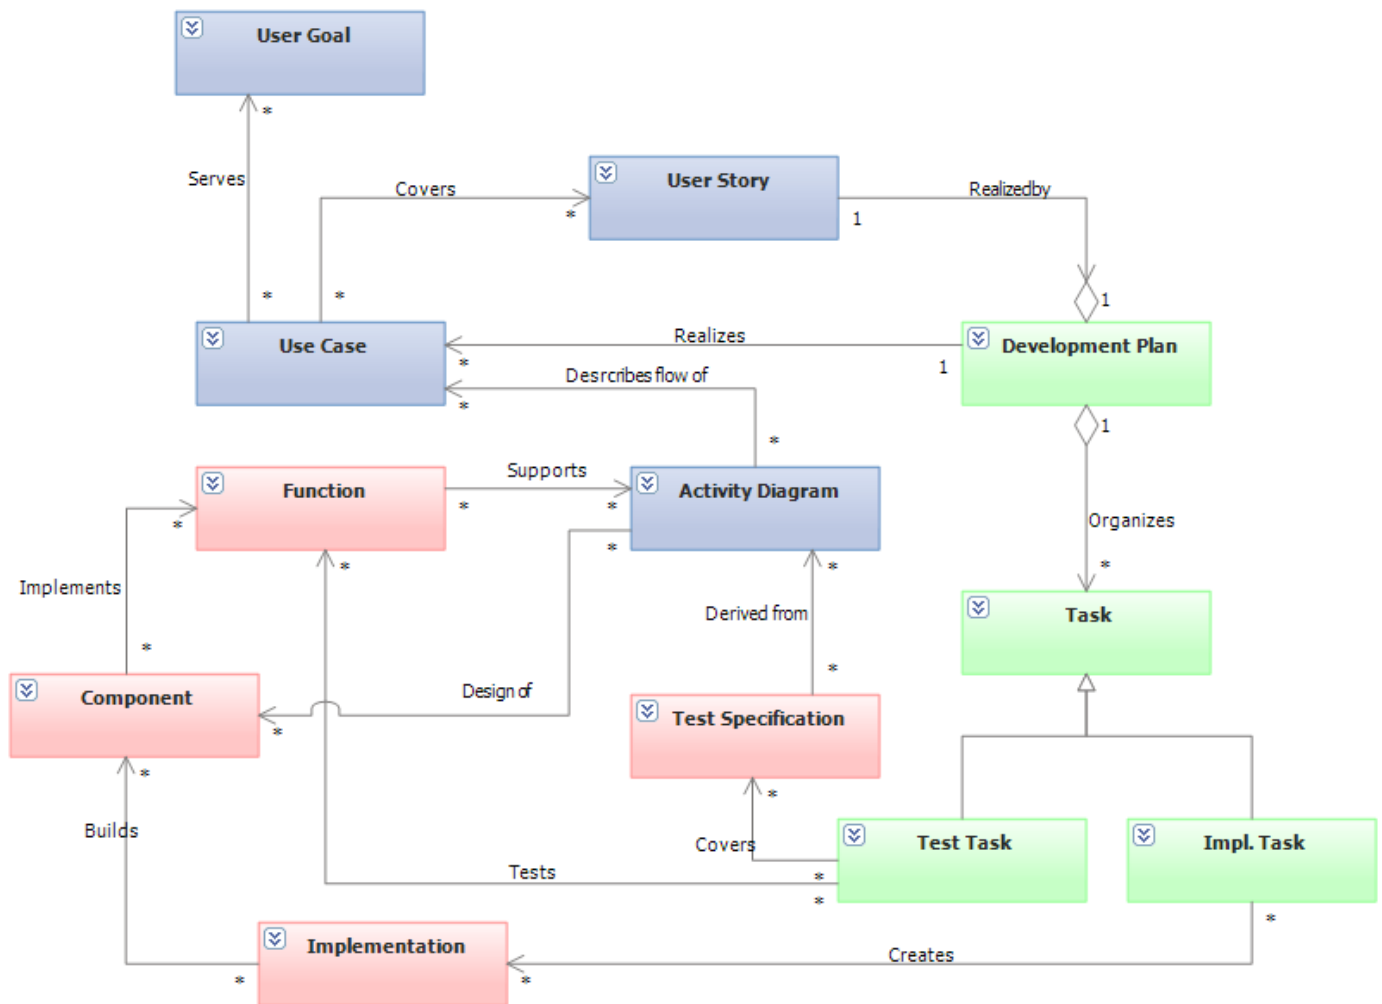 User Goal
*
Serves
Covers
User Story
Realizedby
*
1
*
*
1
Use Case
Realizes
Development Plan
*
1
Desrcribes flow of
*
1
*
Function
Supports
Activity Diagram
*
*
*
*
Organizes
*
*
*
Implements
Derived from
Task
*
*
Component
Design of
Test Specification
*
*
*
Builds
Covers
Test Task
Impl. Task
Tests
*
*
*
Implementation
Creates
*
*